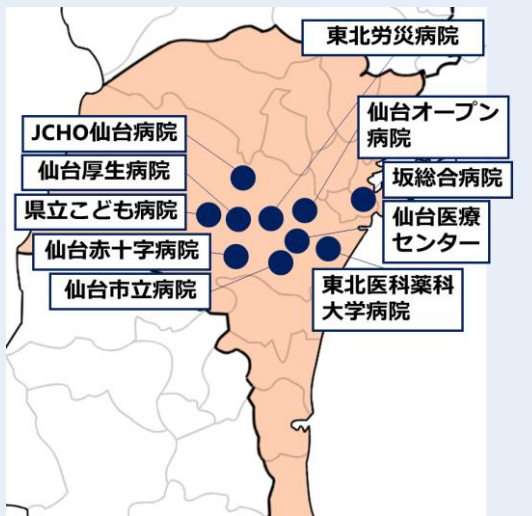 東北労災病院
仙台オープン
病院
JCHO仙台病院
仙台厚生病院
坂総合病院
県立こども病院
仙台医療
センター
仙台赤十字病院
仙台市立病院
東北医科薬科
大学病院